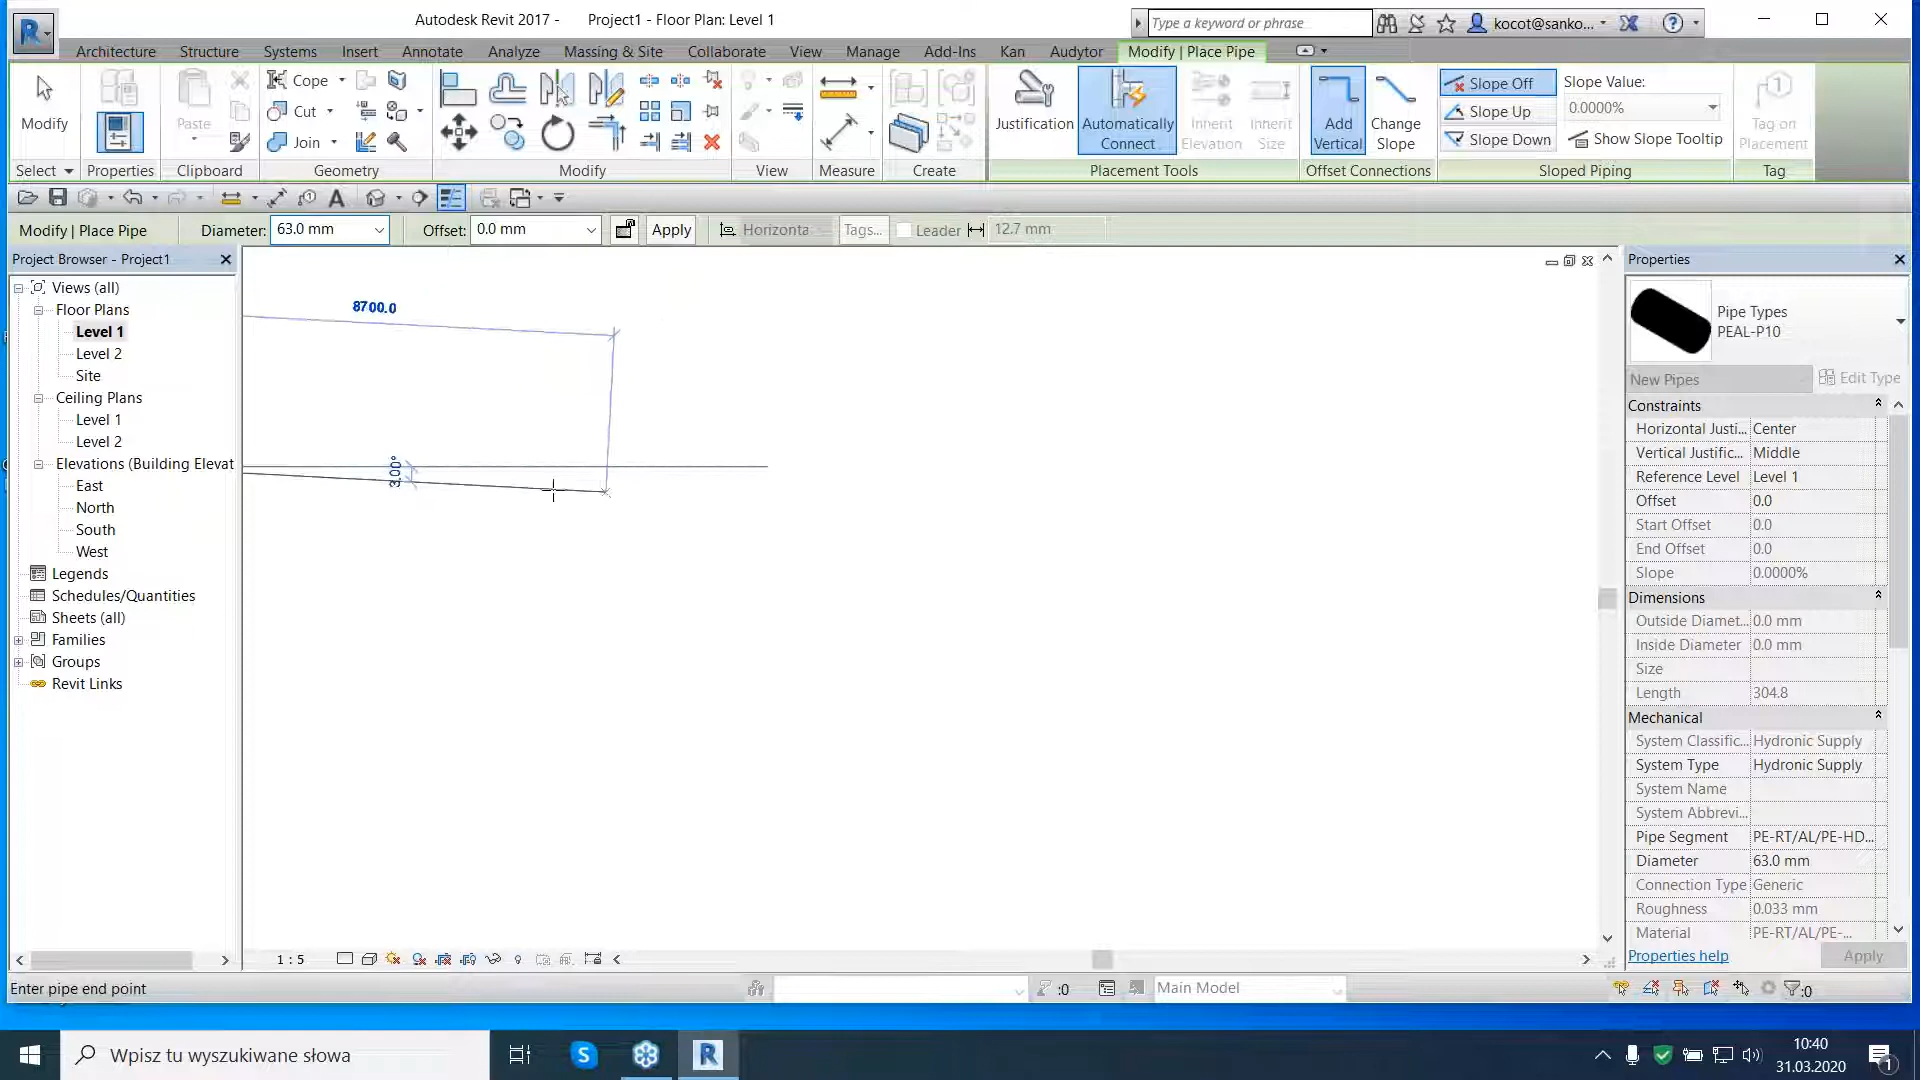 Autodesk Revit 2017 - Project1 - Floor Plan: Level 1
Type a keyword or phrase
kocot@sanko...
Architecture Structure Systems Insert Annotate Analyze Massing & Site Collaborate View Manage Add-Ins Kan Audytor Modify | Place Pipe
Modify
Paste
Cope
Cut
Join
Justification
Automatically Connect
Inherit Elevation
Inherit Size
Add Vertical
Change Slope
Slope Off
Slope Up
Slope Down
Slope Value:
0.0000%
Show Slope Tooltip
Tag on Placement
Select Properties Clipboard Geometry Modify View Measure Create Placement Tools Offset Connections Sloped Piping Tag
Modify | Place Pipe Diameter: 63.0 mm Offset: 0.0 mm Apply Horizonta Tags... Leader 12.7 mm
Project Browser - Project1
Views (all)
Floor Plans
Level 1
Level 2
Site
Ceiling Plans
Level 1
Level 2
Elevations (Building Elevat
East
North
South
West
Legends
Schedules/Quantities
Sheets (all)
Families
Groups
Revit Links
8700.0
3.00°
Properties
Pipe Types
PEAL-P10
New Pipes Edit Type
Constraints
Horizontal Justi... Center
Vertical Justific... Middle
Reference Level Level 1
Offset 0.0
Start Offset 0.0
End Offset 0.0
Slope 0.0000%
Dimensions
Outside Diamet... 0.0 mm
Inside Diameter 0.0 mm
Size
Length 304.8
Mechanical
System Classific... Hydronic Supply
System Type Hydronic Supply
System Name
System Abbrevi...
Pipe Segment PE-RT/AL/PE-HD...
Diameter 63.0 mm
Connection Type Generic
Roughness 0.033 mm
Material PE-RT/AL/PE-...
Properties help Apply
1 : 5
Enter pipe end point
:0
Main Model
:0
Wpisz tu wyszukiwane słowa
10:40
31.03.2020
1